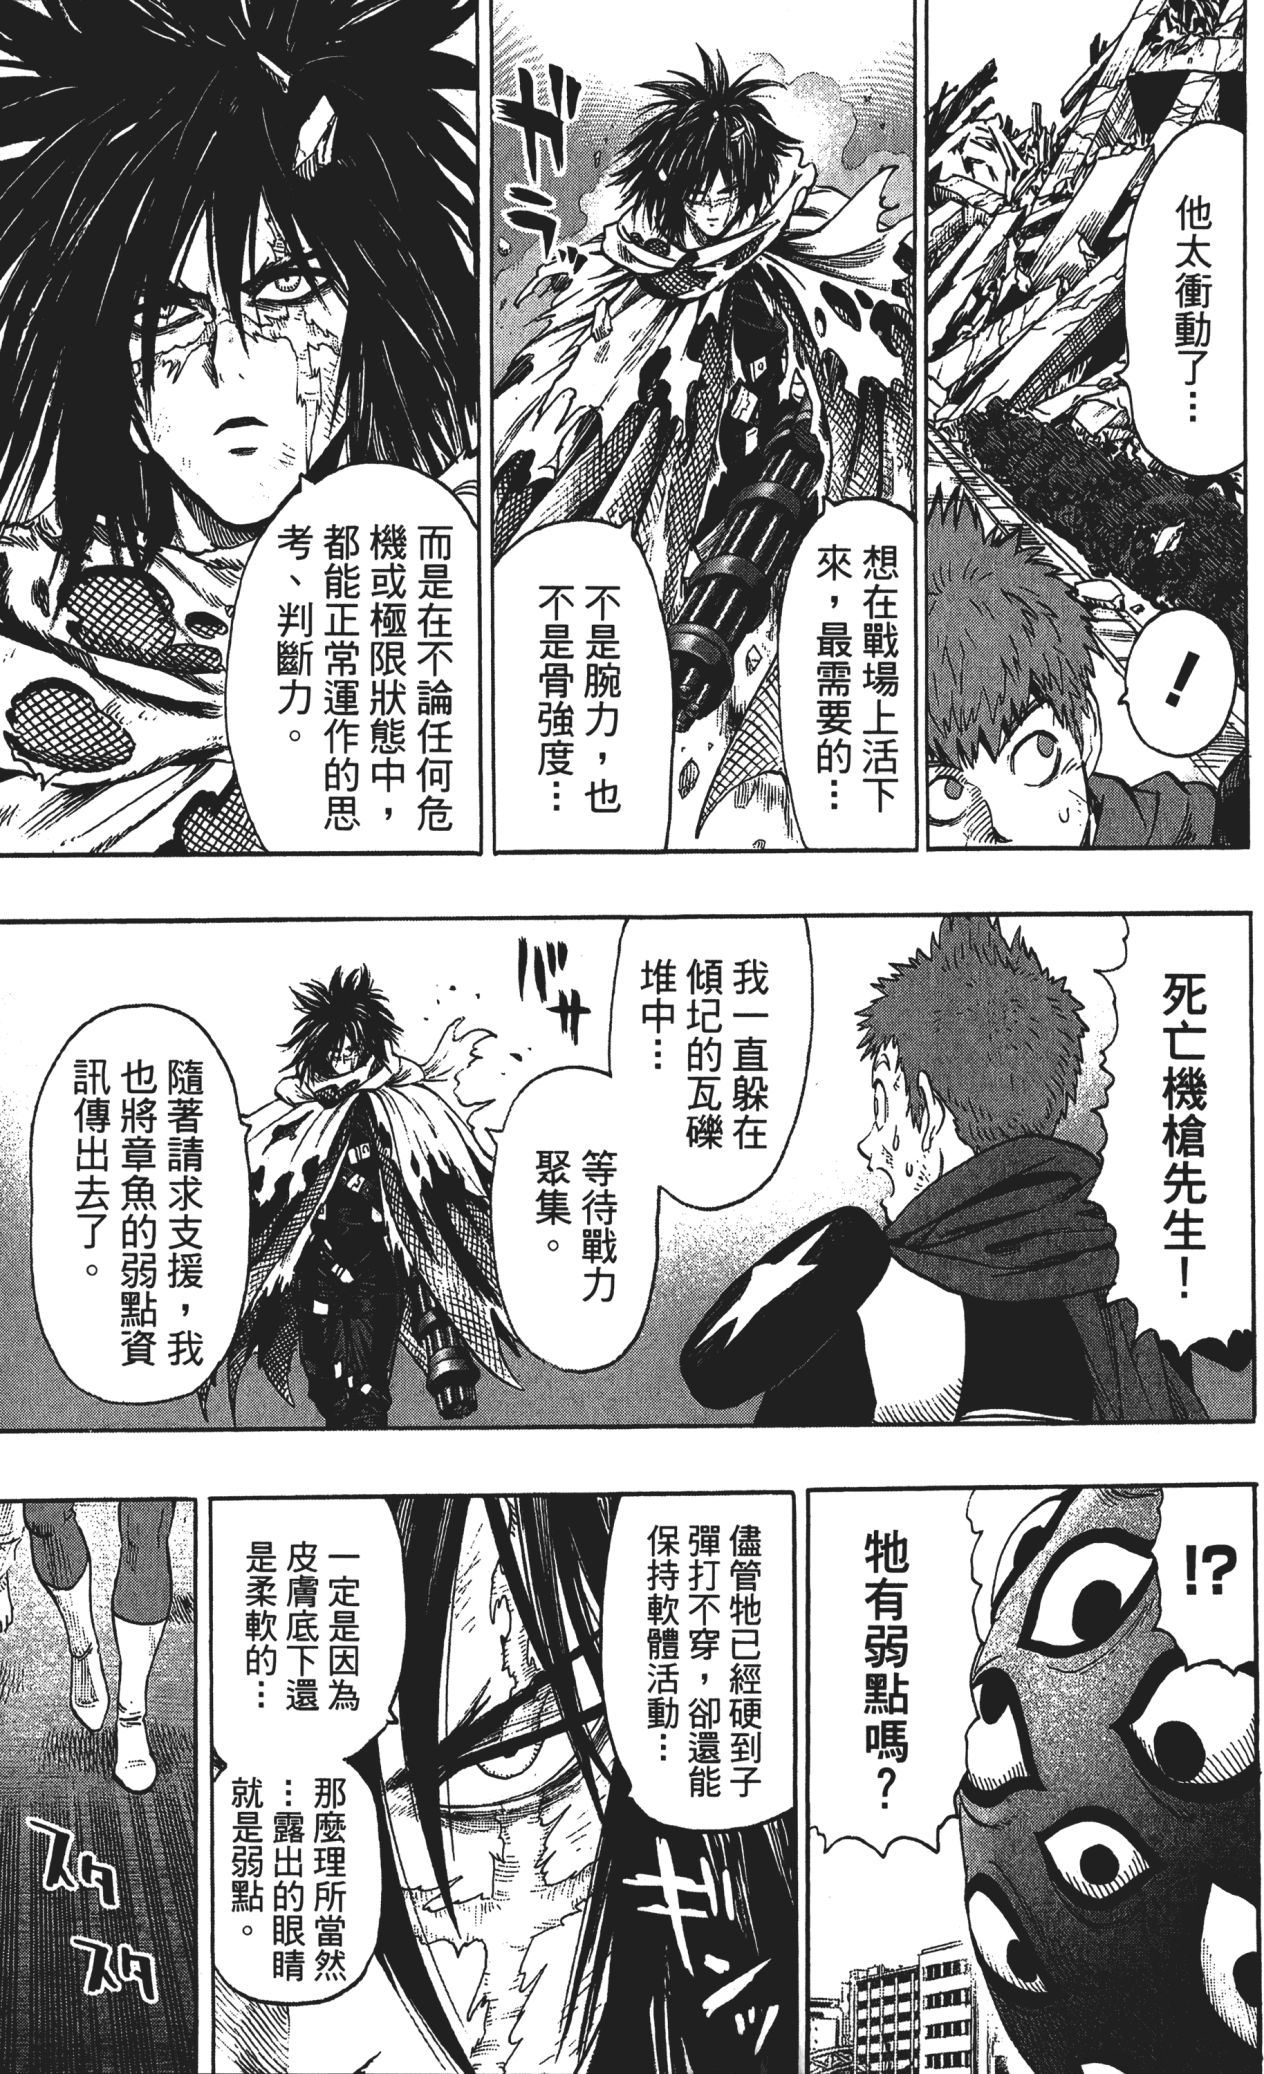 他太衝動了…
！
想在戰場上活下
來，最需要的…
不是腕力，也
不是骨強度…
而是在不論任何危
機或極限狀態中，
都能正常運作的思
考、判斷力。
ザッ
死亡機槍先生！
我一直躲在
傾圮的瓦礫
堆中…
等待戰力
聚集。
隨著請求支援，我
也將章魚的弱點資
訊傳出去了。
バサ
!?
牠有弱點嗎？
儘管牠已經硬到子
彈打不穿，卻還能
保持軟體活動…
一定是因為
皮膚底下還
是柔軟的…
那麼理所當然
…露出的眼睛
就是弱點。
キッ
スタ
スタ